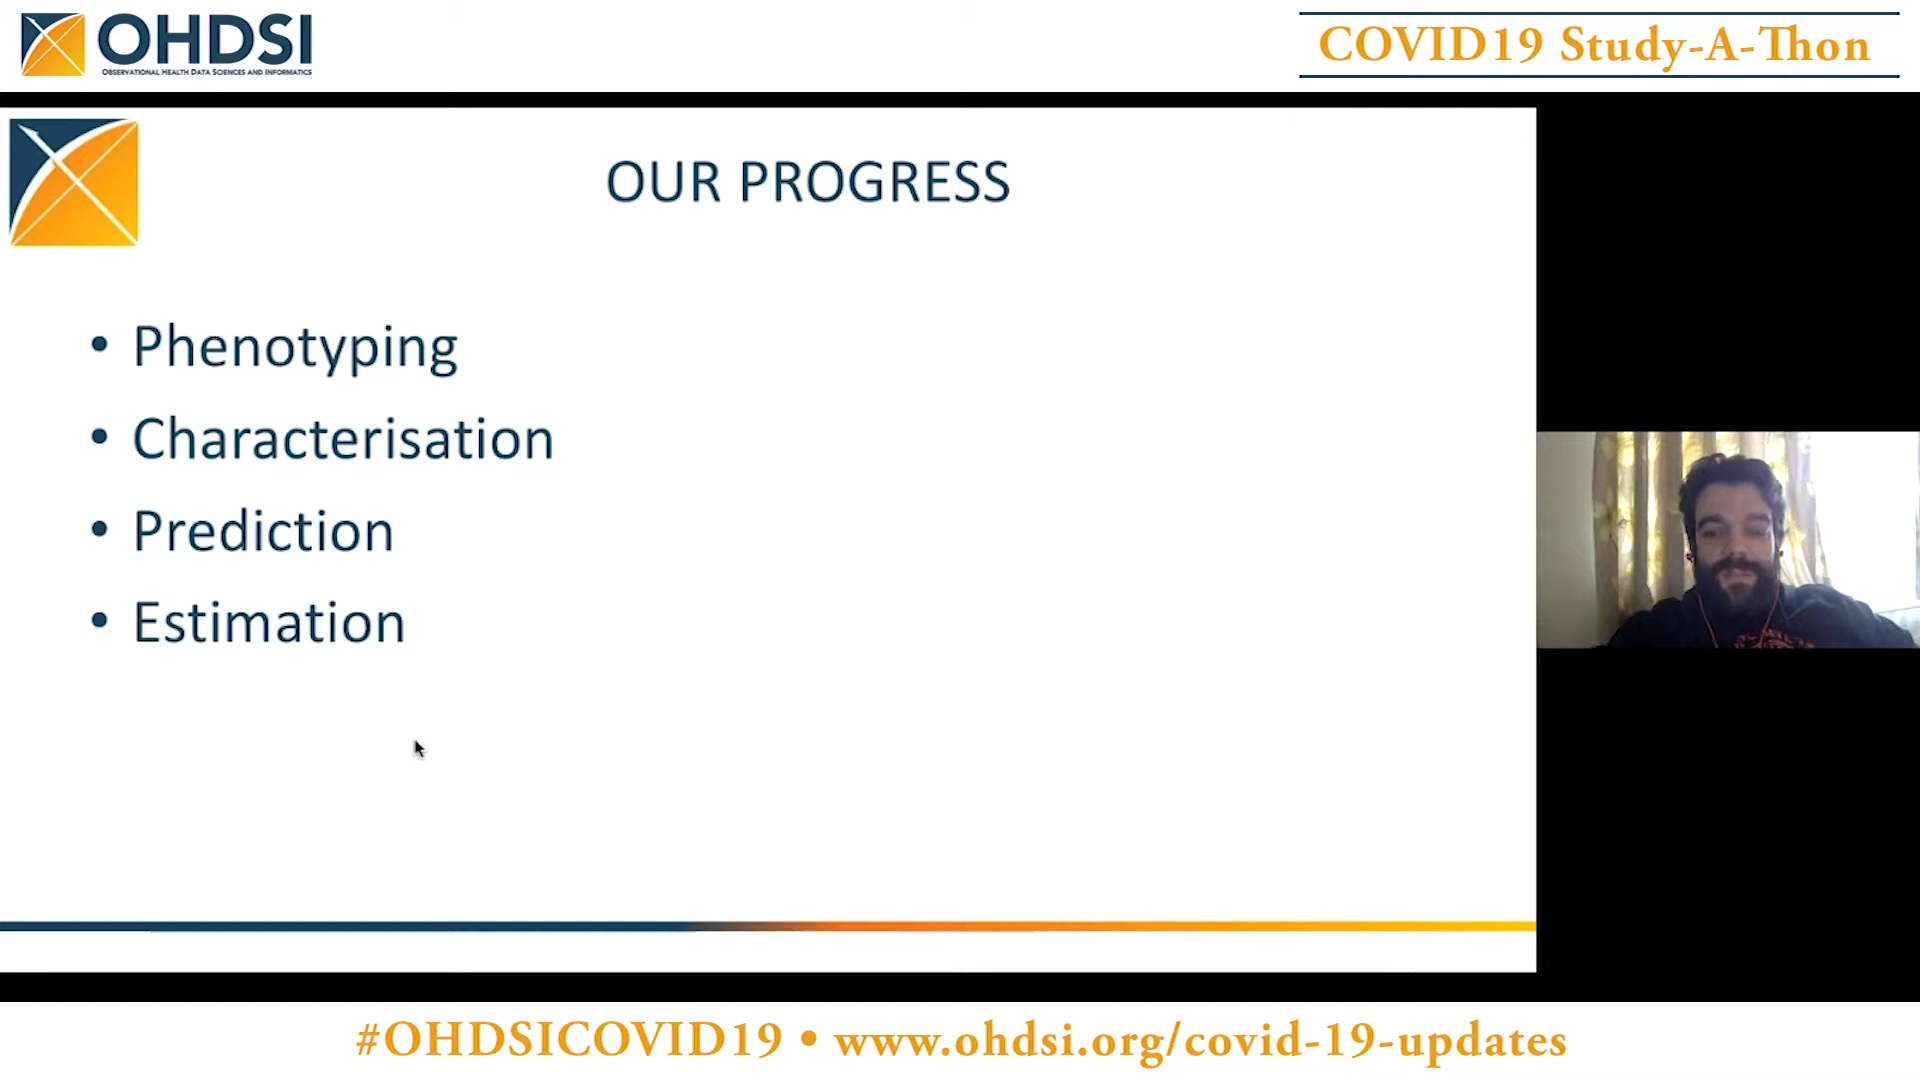 OHDSI
OBSERVATIONAL HEALTH DATA SCIENCES AND INFORMATICS
COVID19 Study-A-Thon
OUR PROGRESS
• Phenotyping
• Characterisation
• Prediction
• Estimation
#OHDSICOVID19 • www.ohdsi.org/covid-19-updates